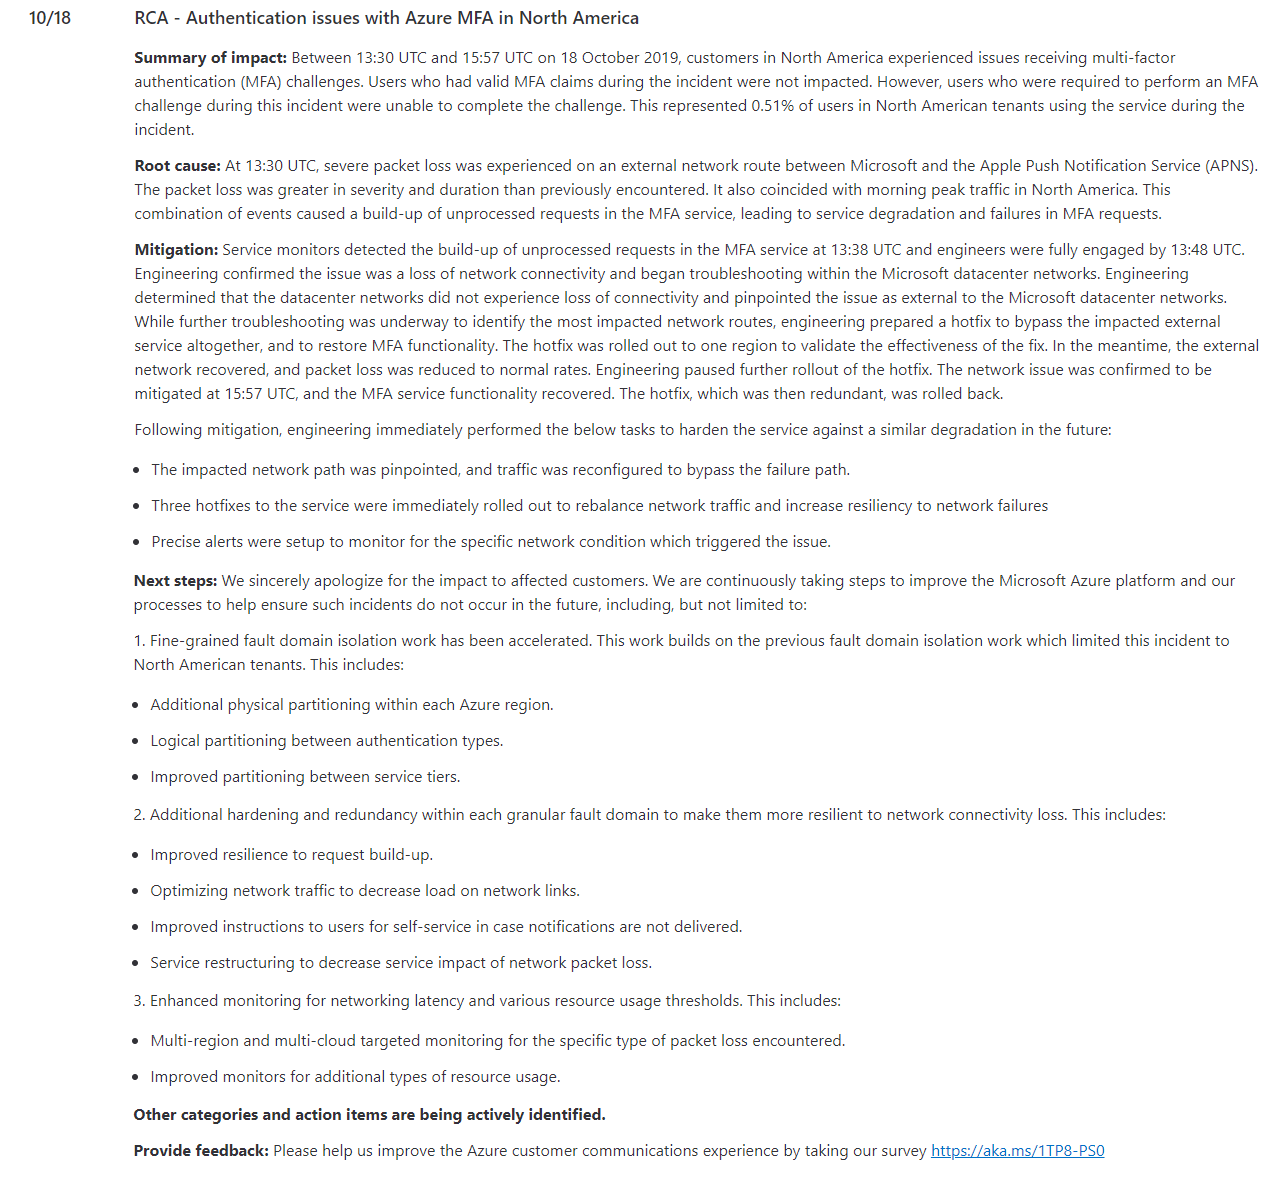 10/18 RCA - Authentication issues with Azure MFA in North America
Summary of impact: Between 13:30 UTC and 15:57 UTC on 18 October 2019, customers in North America experienced issues receiving multi-factor
authentication (MFA) challenges. Users who had valid MFA claims during the incident were not impacted. However, users who were required to perform an MFA
challenge during this incident were unable to complete the challenge. This represented 0.51% of users in North American tenants using the service during the
incident.
Root cause: At 13:30 UTC, severe packet loss was experienced on an external network route between Microsoft and the Apple Push Notification Service (APNS).
The packet loss was greater in severity and duration than previously encountered. It also coincided with morning peak traffic in North America. This
combination of events caused a build-up of unprocessed requests in the MFA service, leading to service degradation and failures in MFA requests.
Mitigation: Service monitors detected the build-up of unprocessed requests in the MFA service at 13:38 UTC and engineers were fully engaged by 13:48 UTC.
Engineering confirmed the issue was a loss of network connectivity and began troubleshooting within the Microsoft datacenter networks. Engineering
determined that the datacenter networks did not experience loss of connectivity and pinpointed the issue as external to the Microsoft datacenter networks.
While further troubleshooting was underway to identify the most impacted network routes, engineering prepared a hotfix to bypass the impacted external
service altogether, and to restore MFA functionality. The hotfix was rolled out to one region to validate the effectiveness of the fix. In the meantime, the external
network recovered, and packet loss was reduced to normal rates. Engineering paused further rollout of the hotfix. The network issue was confirmed to be
mitigated at 15:57 UTC, and the MFA service functionality recovered. The hotfix, which was then redundant, was rolled back.
Following mitigation, engineering immediately performed the below tasks to harden the service against a similar degradation in the future:
• The impacted network path was pinpointed, and traffic was reconfigured to bypass the failure path.
• Three hotfixes to the service were immediately rolled out to rebalance network traffic and increase resiliency to network failures
• Precise alerts were setup to monitor for the specific network condition which triggered the issue.
Next steps: We sincerely apologize for the impact to affected customers. We are continuously taking steps to improve the Microsoft Azure platform and our
processes to help ensure such incidents do not occur in the future, including, but not limited to:
1. Fine-grained fault domain isolation work has been accelerated. This work builds on the previous fault domain isolation work which limited this incident to
North American tenants. This includes:
• Additional physical partitioning within each Azure region.
• Logical partitioning between authentication types.
• Improved partitioning between service tiers.
2. Additional hardening and redundancy within each granular fault domain to make them more resilient to network connectivity loss. This includes:
• Improved resilience to request build-up.
• Optimizing network traffic to decrease load on network links.
• Improved instructions to users for self-service in case notifications are not delivered.
• Service restructuring to decrease service impact of network packet loss.
3. Enhanced monitoring for networking latency and various resource usage thresholds. This includes:
• Multi-region and multi-cloud targeted monitoring for the specific type of packet loss encountered.
• Improved monitors for additional types of resource usage.
Other categories and action items are being actively identified.
Provide feedback: Please help us improve the Azure customer communications experience by taking our survey https://aka.ms/1TP8-PS0